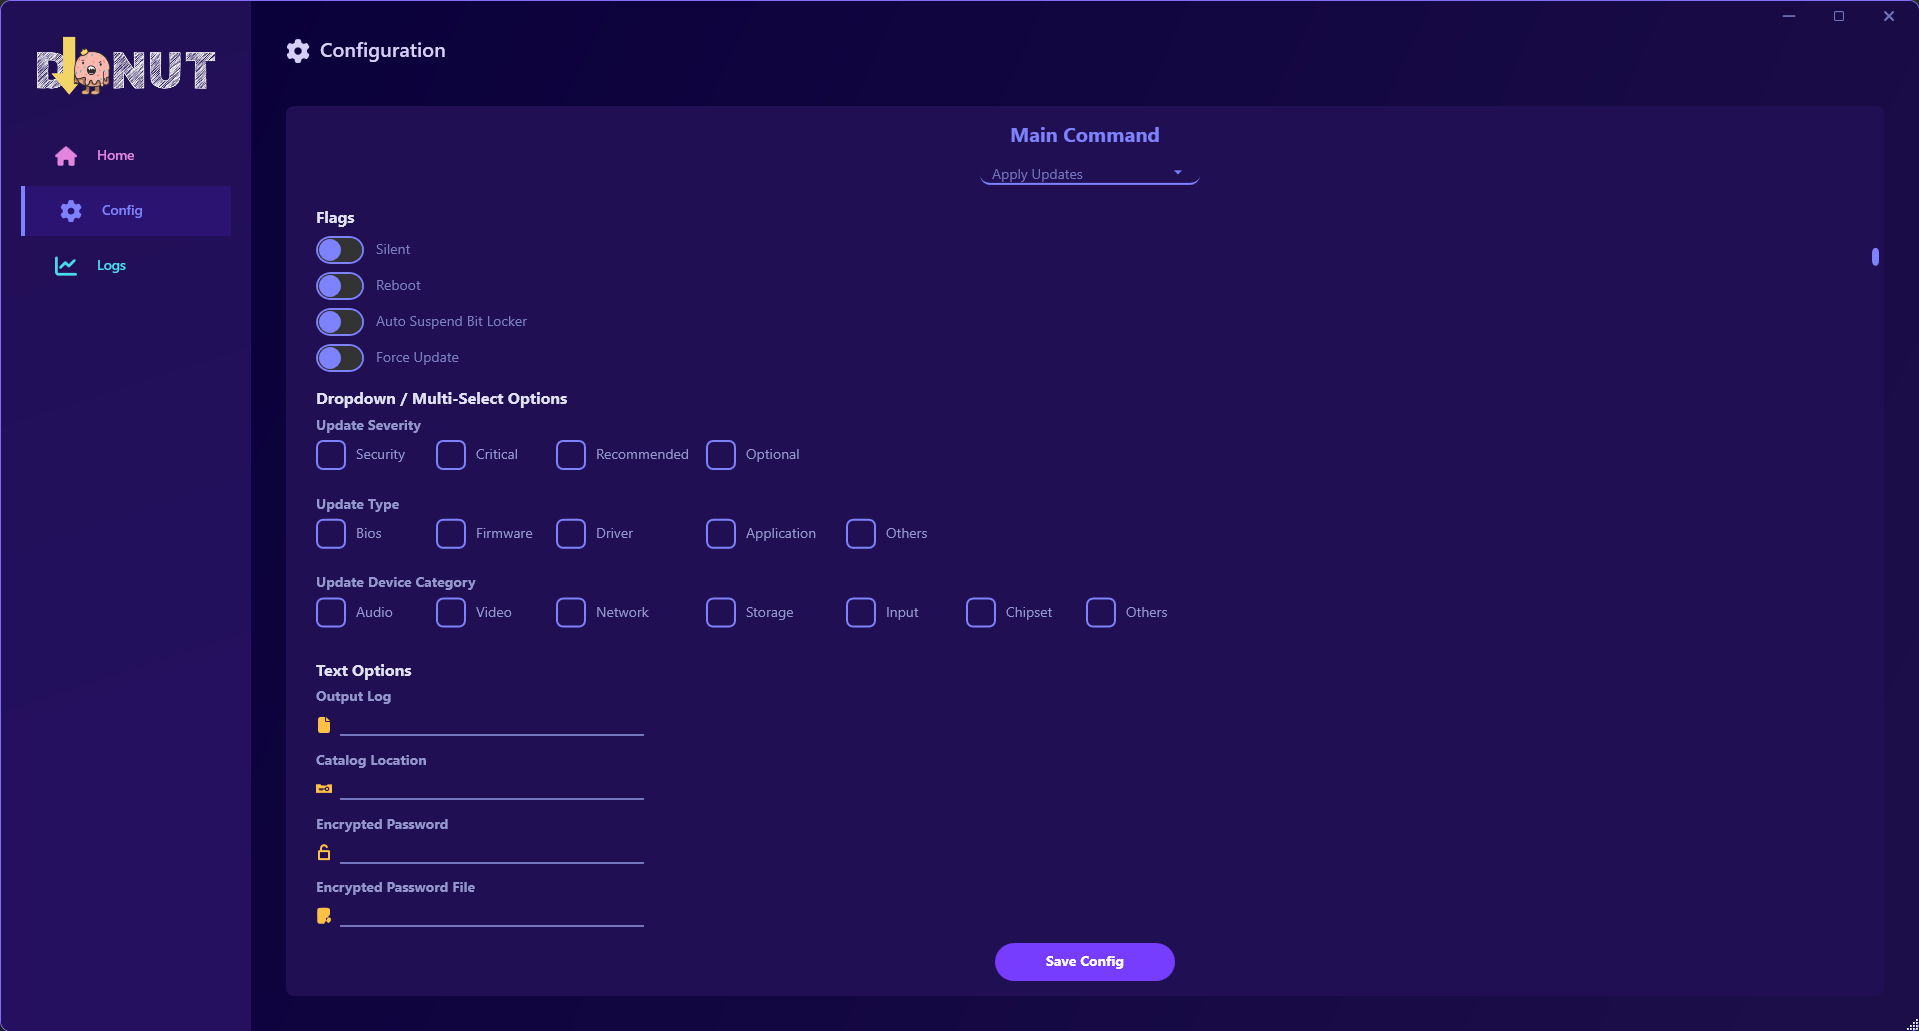 DONUT
Configuration
Home
Config
Logs
Main Command
Apply Updates
Flags
Silent
Reboot
Auto Suspend Bit Locker
Force Update
Dropdown / Multi-Select Options
Update Severity
Security Critical Recommended Optional
Update Type
Bios Firmware Driver Application Others
Update Device Category
Audio Video Network Storage Input Chipset Others
Text Options
Output Log
Catalog Location
Encrypted Password
Encrypted Password File
Save Config